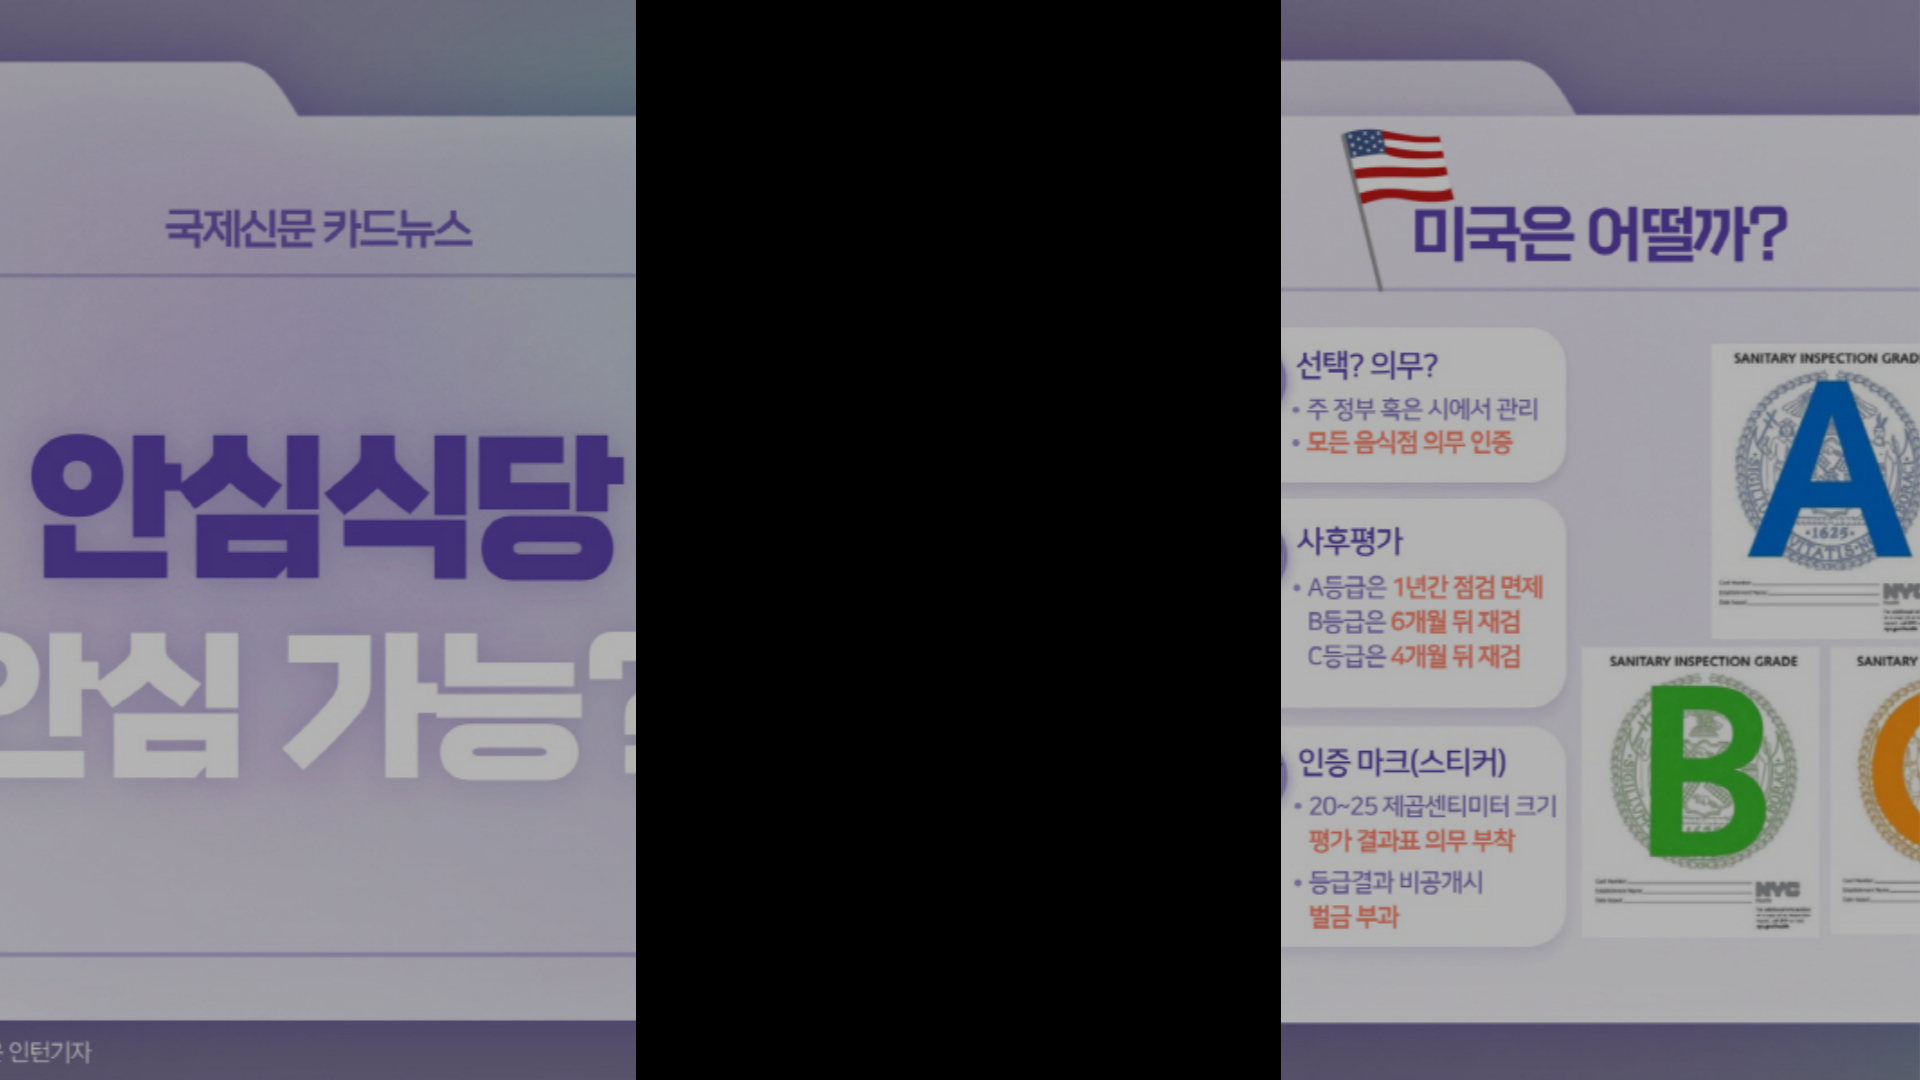 국제신문 카드뉴스
안심식당
안심 가능?
인턴기자
미국은 어떨까?
선택? 의무?
• 주 정부 혹은 시에서 관리
• 모든 음식점 의무 인증
사후평가
• A등급은 1년간 점검 면제
B등급은 6개월 뒤 재검
C등급은 4개월 뒤 재검
인증 마크(스티커)
• 20~25 제곱센티미터 크기
평가 결과표 의무 부착
• 등급결과 비공개시
벌금 부과
SANITARY INSPECTION GRAD
A
•1625•
NYC
SANITARY INSPECTION GRADE
B
NYC
SANITARY